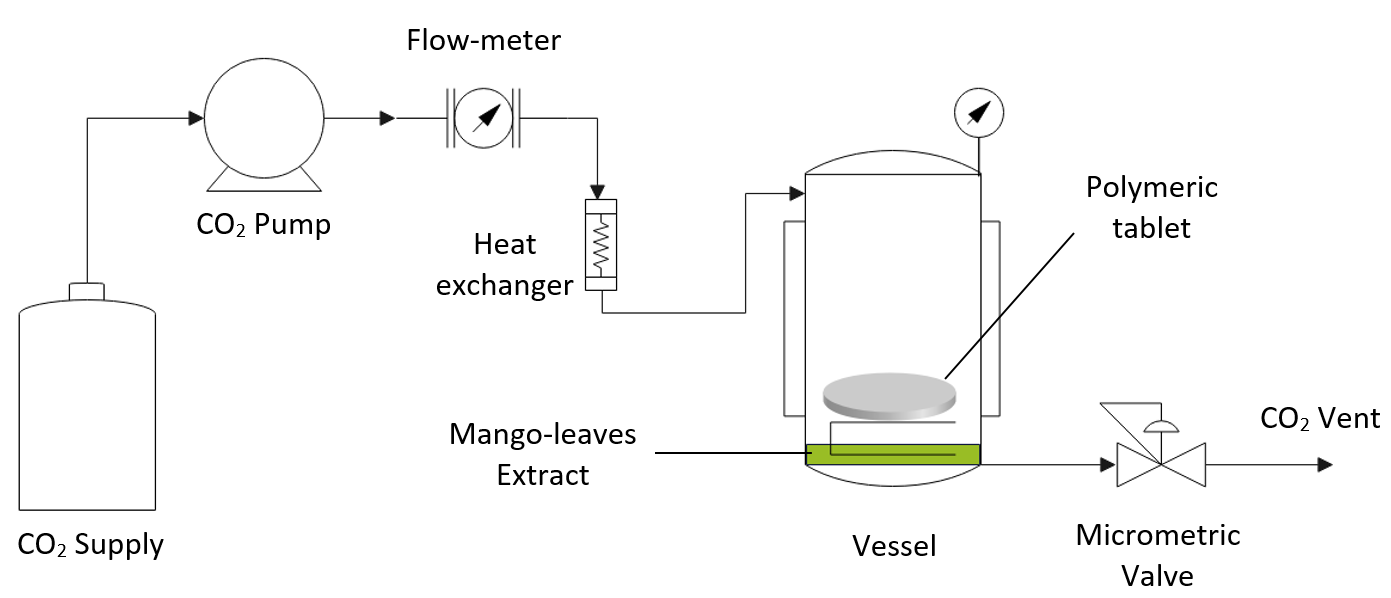 Flow-meter
CO₂ Pump
Heat
exchanger
Polymeric
tablet
CO₂ Vent
Mango-leaves
Extract
CO₂ Supply
Vessel
Micrometric
Valve